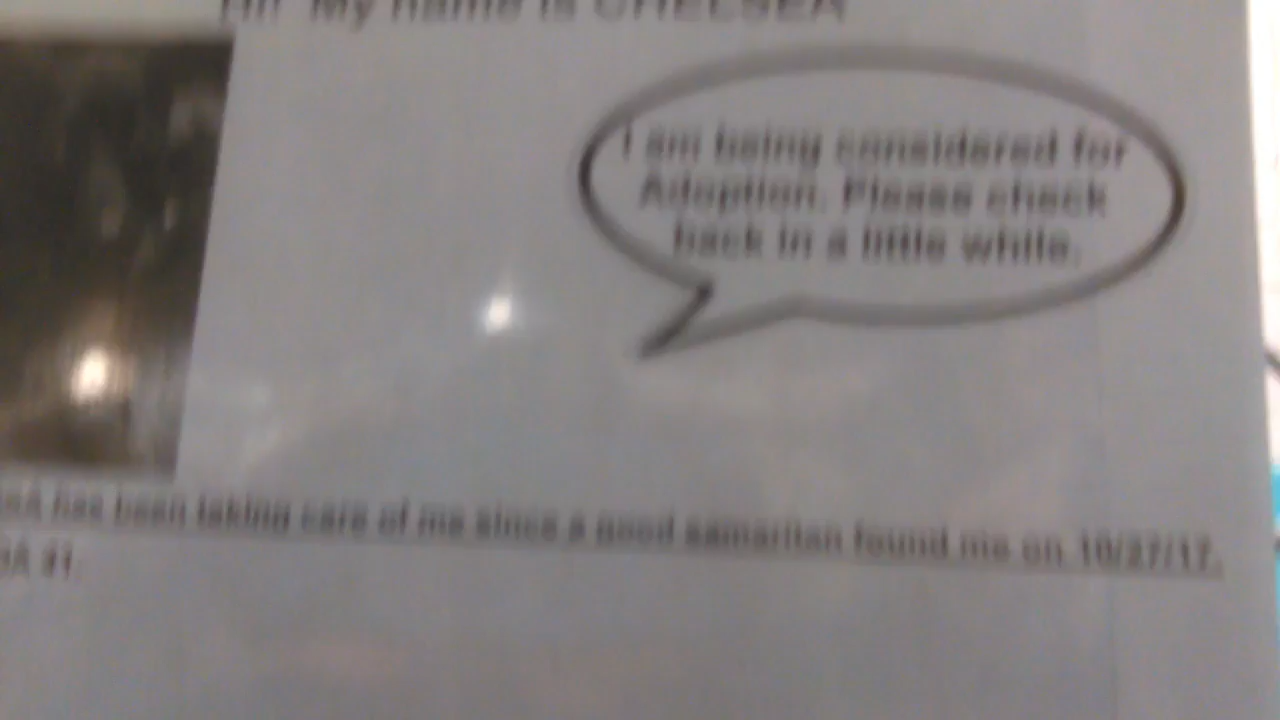 Hi! My name is CHELSEA
I am being considered for
Adoption. Please check
back in a little while.
has been taking care of me since a good samaritan found me on 10/27/17.